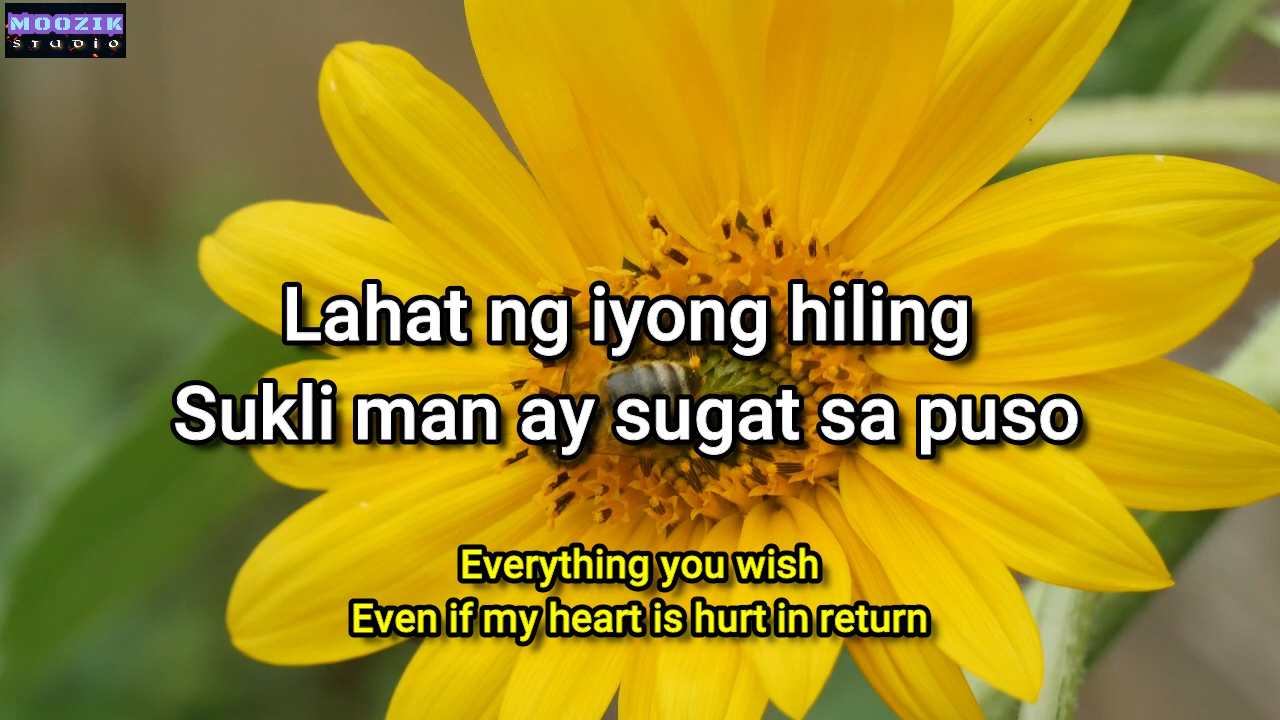 MOOZIK
STUDIO
Lahat ng iyong hiling
Sukli man ay sugat sa puso
Everything you wish
Even if my heart is hurt in return